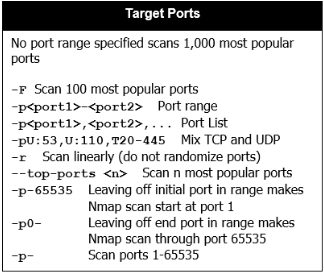 Target Ports
No port range specified scans 1,000 most popular
ports
-F Scan 100 most popular ports
-p<port1>-<port2> Port range
-p<port1>,<port2>,... Port List
-pU:53,U:110,T20-445 Mix TCP and UDP
-r Scan linearly (do not randomize ports)
--top-ports <n> Scan n most popular ports
-p-65535 Leaving off initial port in range makes
Nmap scan start at port 1
-p0- Leaving off end port in range makes
Nmap scan through port 65535
-p- Scan ports 1-65535